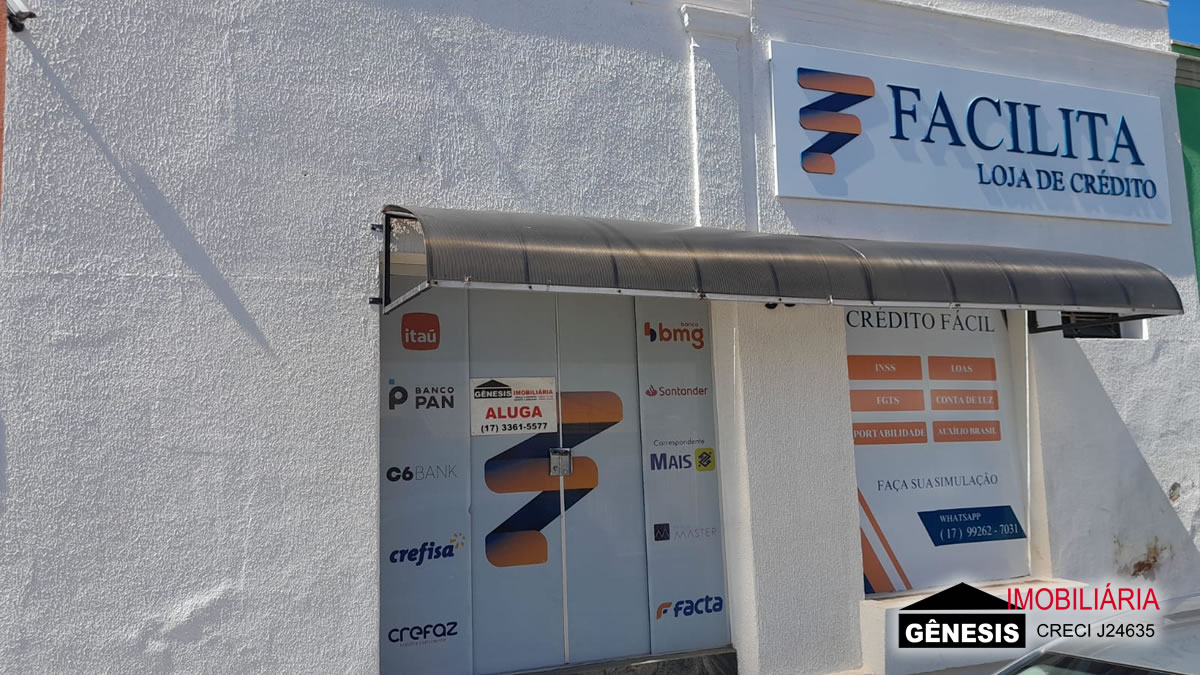 FACILITA
LOJA DE CRÉDITO
itaú
BANCO
PAN
C6 BANK
crefisa
crefaz
GÊNESIS IMOBILIÁRIA
ALUGA
(17) 3361-5577
banco
bmg
Santander
Correspondente
MAIS
MASTER
facta
CRÉDITO FÁCIL
INSS LOAS
FGTS CONTA DE LUZ
PORTABILIDADE AUXÍLIO BRASIL
FAÇA SUA SIMULAÇÃO
WHATSAPP
(17) 99262-7031
IMOBILIÁRIA
GÊNESIS CRECI J24635